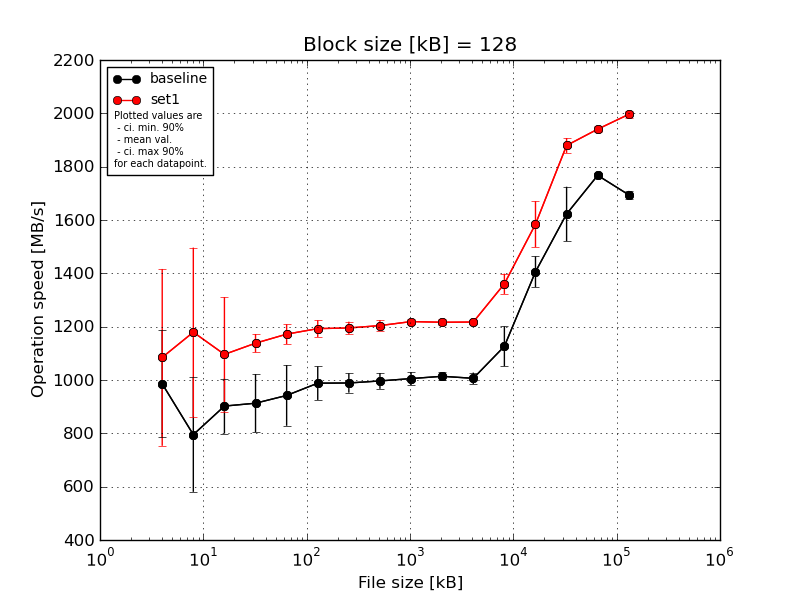 Block size [kB] = 128
baseline
set1
Plotted values are
- ci. min. 90%
- mean val.
- ci. max 90%
for each datapoint.
Operation speed [MB/s]
2200
2000
1800
1600
1400
1200
1000
800
600
400
10^0 10^1 10^2 10^3 10^4 10^5 10^6
File size [kB]